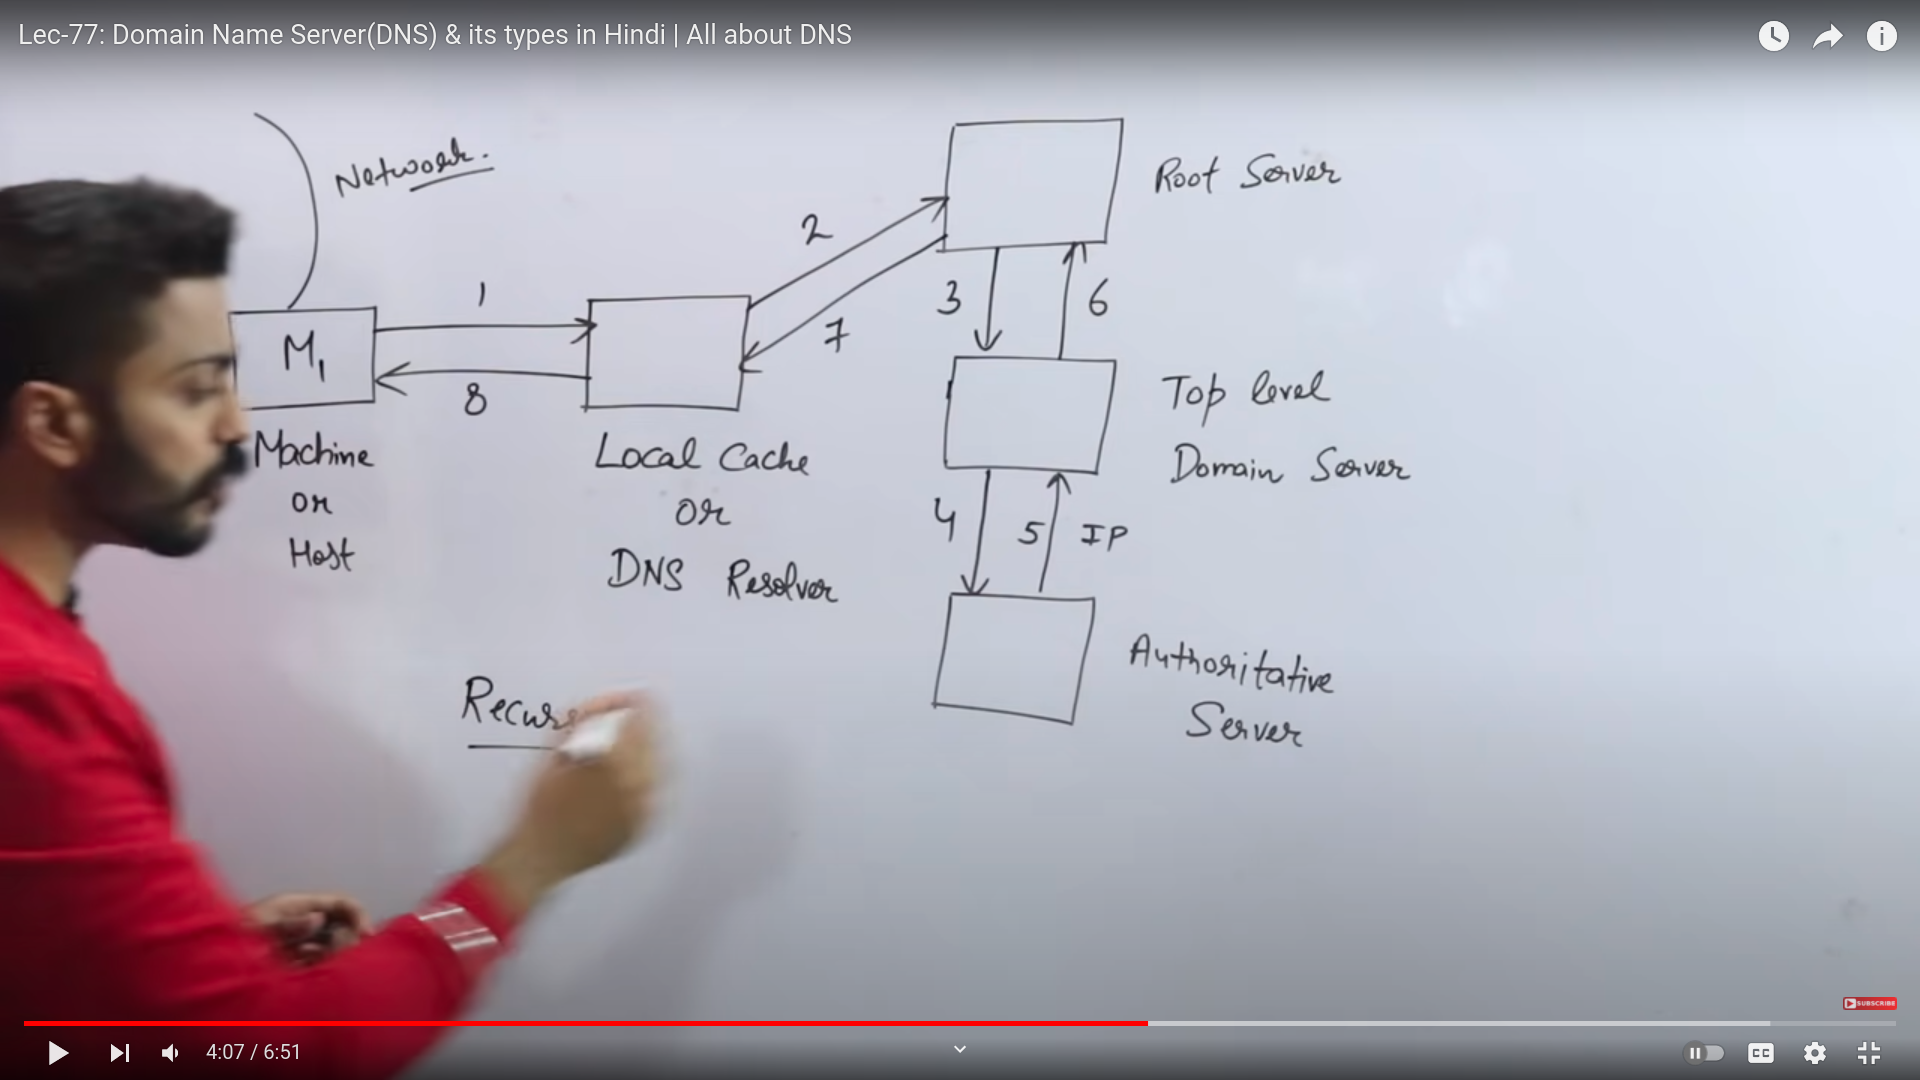 Lec-77: Domain Name Server(DNS) & its types in Hindi | All about DNS
Network.
Root Server
2
7
1
8
3
6
M1
Machine
or
Host
Local Cache
or
DNS Resolver
Top level
Domain Server
4
5
IP
Authoritative
Server
Recurs
SUBSCRIBE
4:07 / 6:51
CC